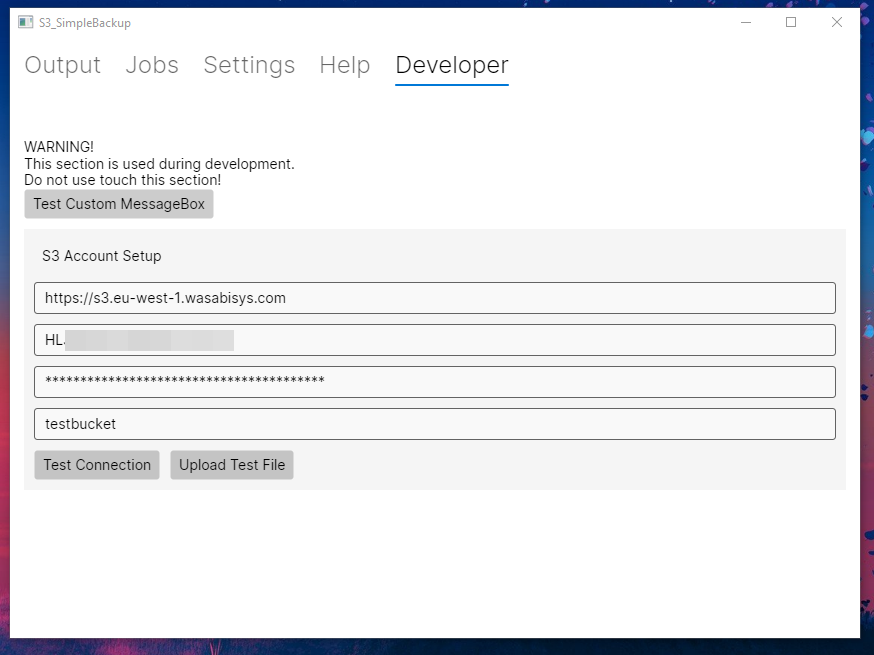 S3_SimpleBackup
Output Jobs Settings Help Developer
WARNING!
This section is used during development.
Do not use touch this section!
Test Custom MessageBox
S3 Account Setup
https://s3.eu-west-1.wasabisys.com
HL
****************************************
testbucket
Test Connection Upload Test File